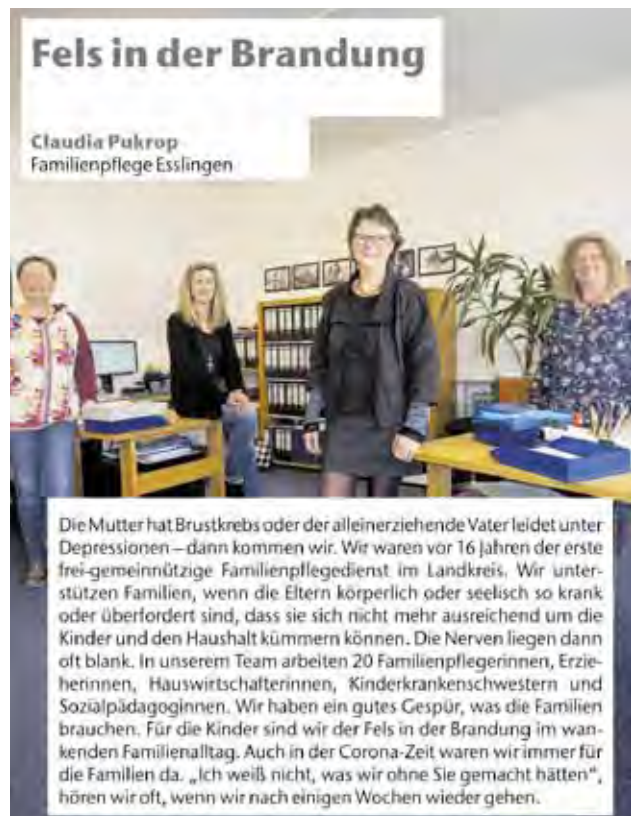 Fels in der Brandung
Claudia Pukrop
Familienpflege Esslingen
Die Mutter hat Brustkrebs oder der alleinerziehende Vater leidet unter
Depressionen – dann kommen wir. Wir waren vor 16 Jahren der erste
frei-gemeinnützige Familienpflegedienst im Landkreis. Wir unter-
stützen Familien, wenn die Eltern körperlich oder seelisch so krank
oder überfordert sind, dass sie sich nicht mehr ausreichend um die
Kinder und den Haushalt kümmern können. Die Nerven liegen dann
oft blank. In unserem Team arbeiten 20 Familienpflegerinnen, Erzie-
herinnen, Hauswirtschafterinnen, Kinderkrankenschwestern und
Sozialpädagoginnen. Wir haben ein gutes Gespür, was die Familien
brauchen. Für die Kinder sind wir der Fels in der Brandung im wan-
kenden Familienalltag. Auch in der Corona-Zeit waren wir immer für
die Familien da. „Ich weiß nicht, was wir ohne Sie gemacht hätten“,
hören wir oft, wenn wir nach einigen Wochen wieder gehen.